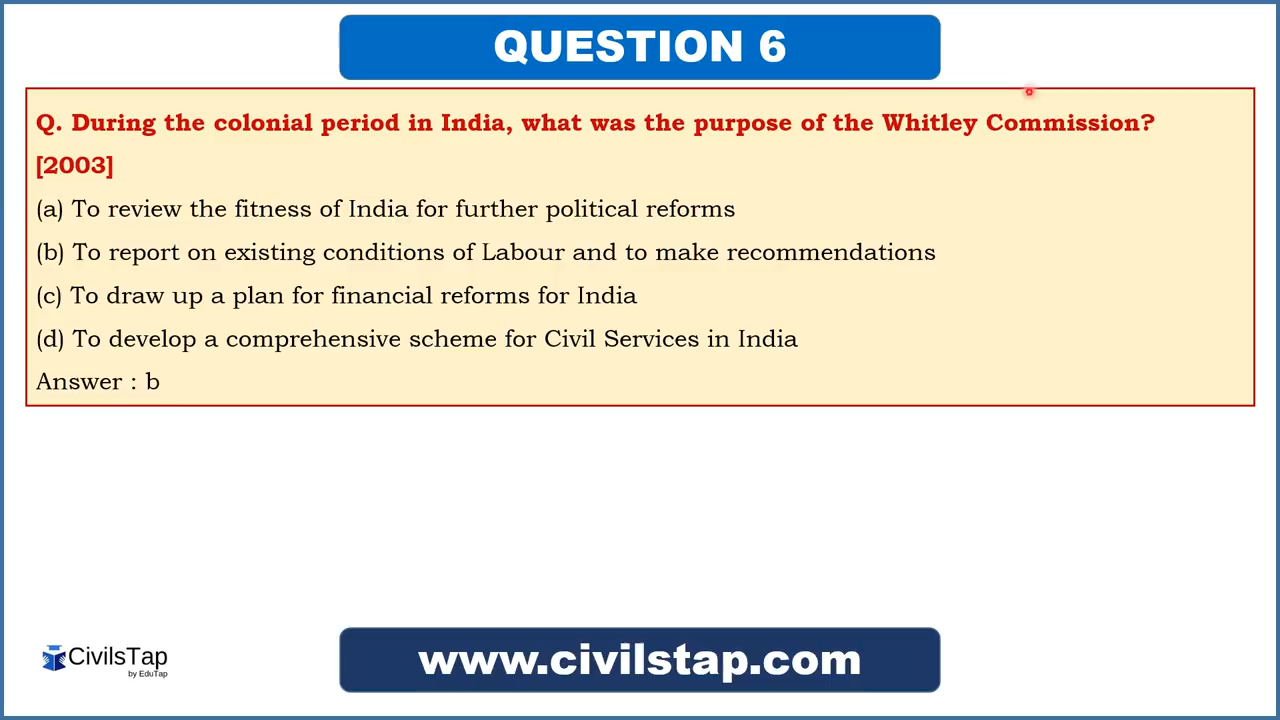 QUESTION 6
Q. During the colonial period in India, what was the purpose of the Whitley Commission?
[2003]
(a) To review the fitness of India for further political reforms
(b) To report on existing conditions of Labour and to make recommendations
(c) To draw up a plan for financial reforms for India
(d) To develop a comprehensive scheme for Civil Services in India
Answer : b
CivilsTap
by EduTap
www.civilstap.com